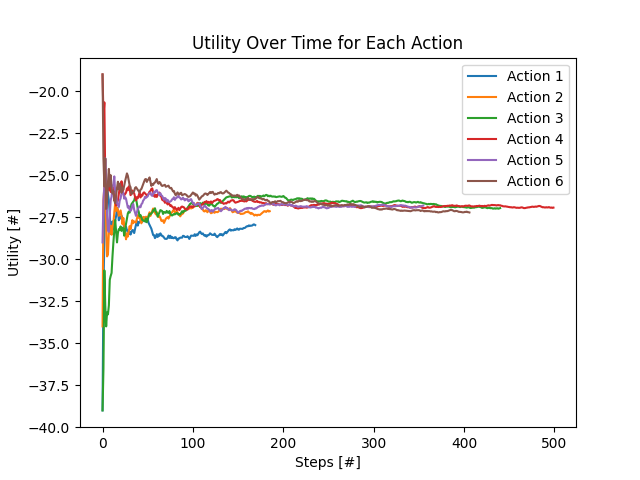 Utility Over Time for Each Action
Utility [#]
−20.0
−22.5
−25.0
−27.5
−30.0
−32.5
−35.0
−37.5
−40.0
Action 1
Action 2
Action 3
Action 4
Action 5
Action 6
0 100 200 300 400 500
Steps [#]